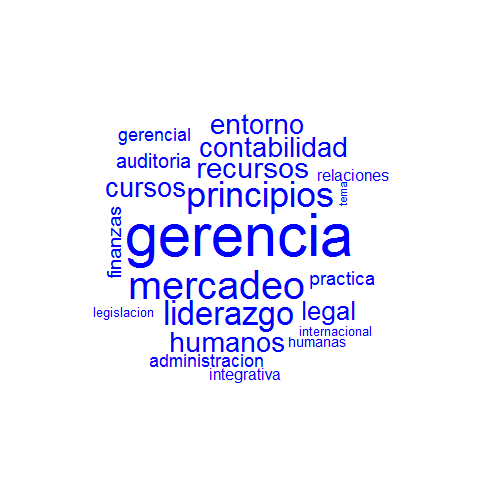 entorno
gerencial
contabilidad
auditoria
recursos
relaciones
cursos
principios
tema
finanzas
gerencia
mercadeo
practica
legislacion
liderazgo
legal
internacional
humanos
humanas
administracion
integrativa